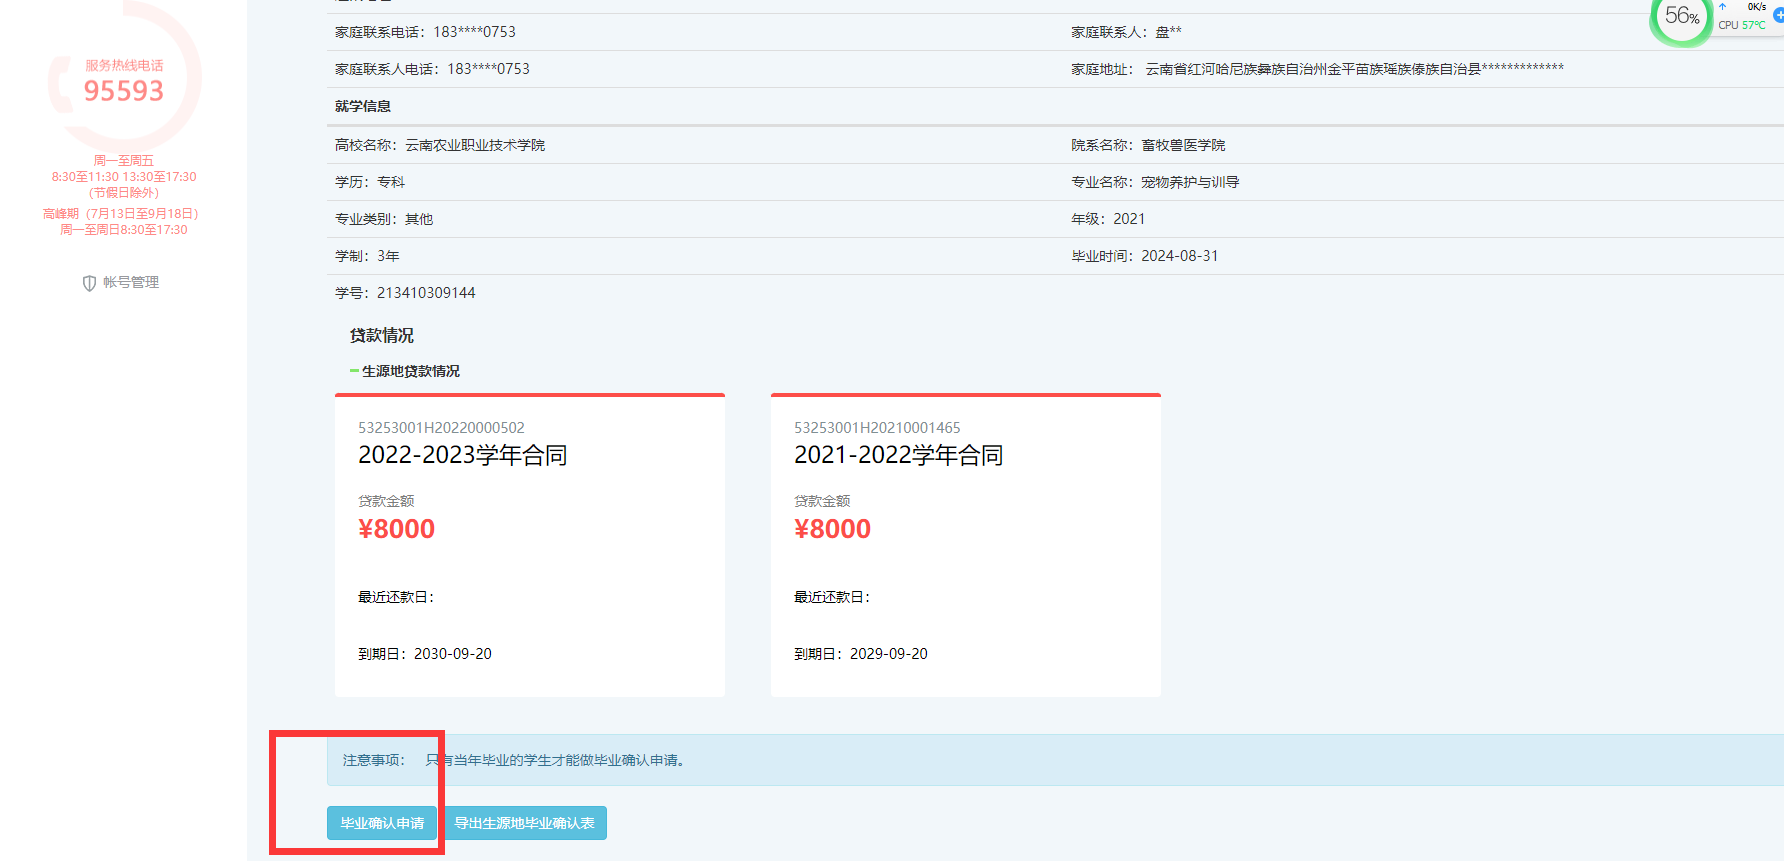 56%
0K/s
CPU 57℃
服务热线电话
95593
周一至周五
8:30至11:30 13:30至17:30
(节假日除外)
高峰期（7月13日至9月18日）
周一至周日8:30至17:30
帐号管理
家庭联系电话：183****0753
家庭联系人：盘**
家庭联系人电话：183****0753
家庭地址： 云南省红河哈尼族彝族自治州金平苗族瑶族傣族自治县*************
就学信息
高校名称：云南农业职业技术学院
院系名称：畜牧兽医学院
学历：专科
专业名称：宠物养护与训导
专业类别：其他
年级：2021
学制：3年
毕业时间：2024-08-31
学号：213410309144
贷款情况
生源地贷款情况
53253001H20220000502
2022-2023学年合同
贷款金额
¥8000
最近还款日：
到期日：2030-09-20
53253001H20210001465
2021-2022学年合同
贷款金额
¥8000
最近还款日：
到期日：2029-09-20
注意事项： 只有当年毕业的学生才能做毕业确认申请。
毕业确认申请
导出生源地毕业确认表